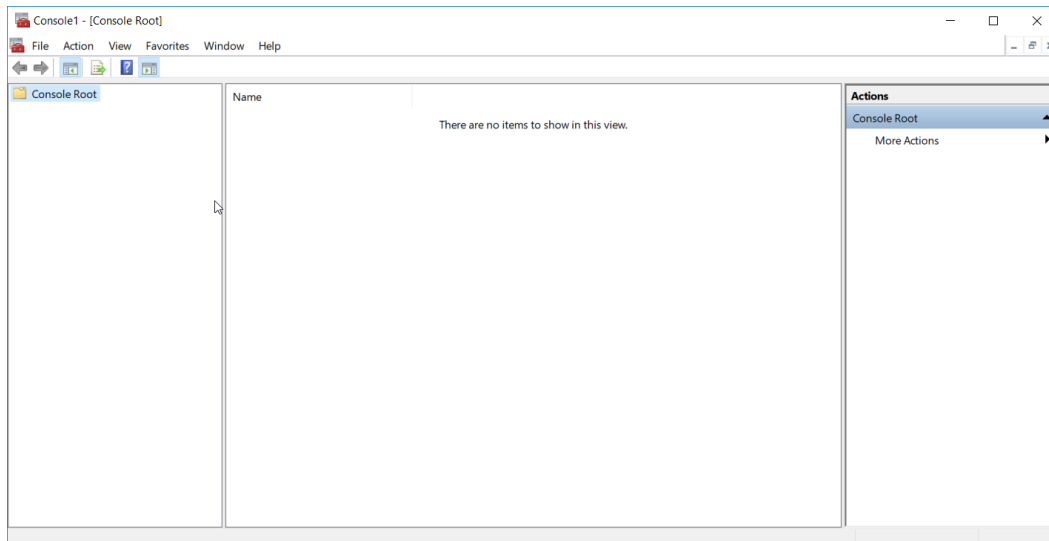 Console1 - [Console Root]
File Action View Favorites Window Help
Console Root
Name
There are no items to show in this view.
Actions
Console Root
More Actions